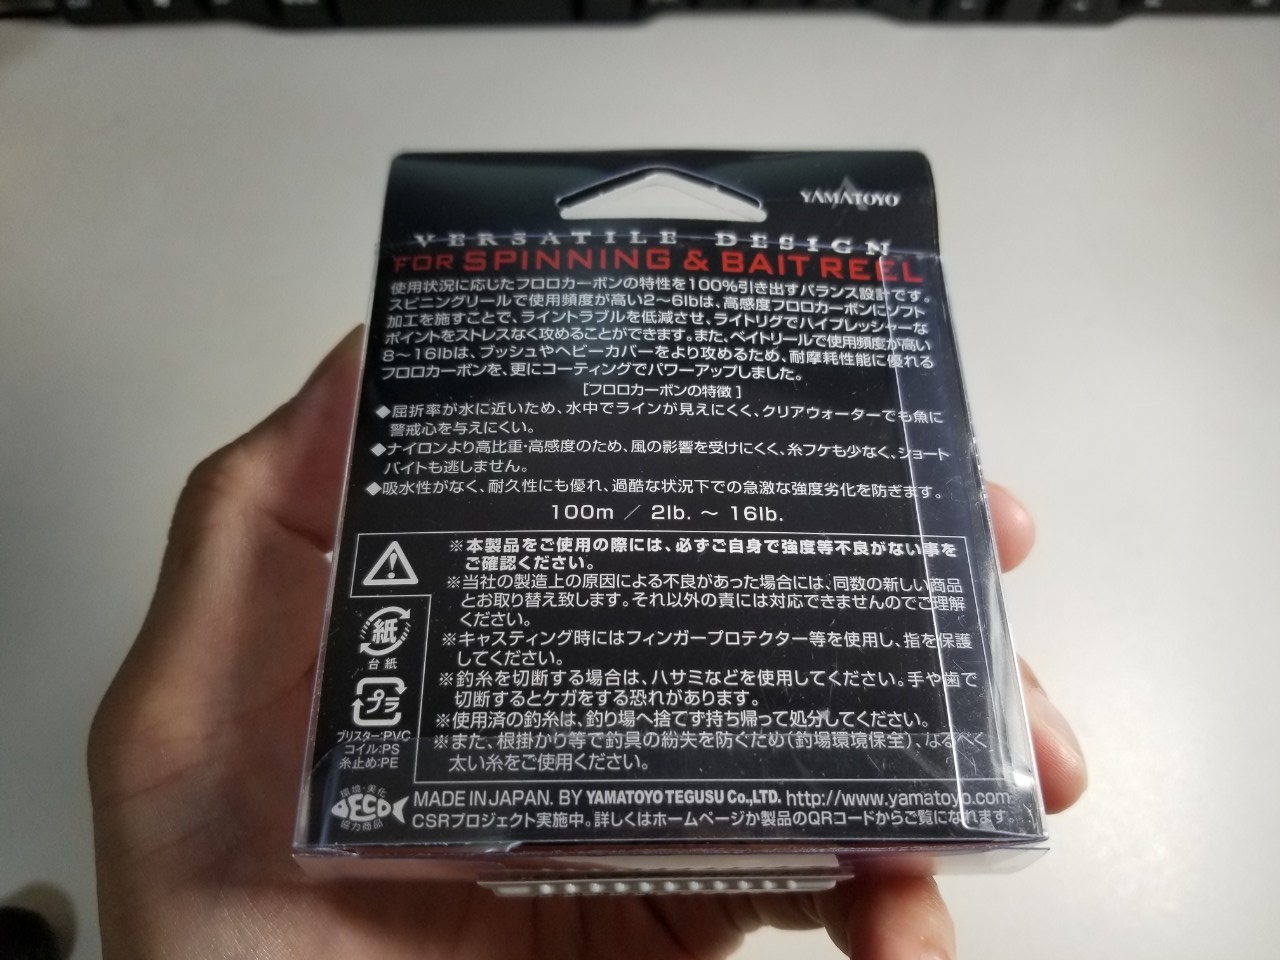 YAMATOYO
VERSATILE DESIGN
FOR SPINNING & BAIT REEL
使用状況に応じたフロロカーボンの特性を100%引き出すバランス設計です。
スピニングリールで使用頻度が高い2〜6lbは、高感度フロロカーボンにソフト
加工を施すことで、ライントラブルを低減させ、ライトリグでハイプレッシャーな
ポイントをストレスなく攻めることができます。また、ベイトリールで使用頻度が高い
8〜16lbは、ブッシュやヘビーカバーをより攻めるため、耐摩耗性能に優れる
フロロカーボンを、更にコーティングでパワーアップしました。
[フロロカーボンの特徴]
◆屈折率が水に近いため、水中でラインが見えにくく、クリアウォーターでも魚に
警戒心を与えにくい。
◆ナイロンより高比重・高感度のため、風の影響を受けにくく、糸フケも少なく、ショート
バイトも逃しません。
◆吸水性がなく、耐久性にも優れ、過酷な状況下での急激な強度劣化を防ぎます。
100m / 2lb. 〜 16lb.
※本製品をご使用の際には、必ずご自身で強度等不良がない事を
ご確認ください。
※当社の製造上の原因による不良があった場合には、同数の新しい商品
とお取り替え致します。それ以外の責には対応できませんのでご理解
ください。
※キャスティング時にはフィンガープロテクター等を使用し、指を保護
してください。
※釣糸を切断する場合は、ハサミなどを使用してください。手や歯で
切断するとケガをする恐れがあります。
※使用済の釣糸は、釣り場へ捨てず持ち帰って処分してください。
※また、根掛かり等で釣具の紛失を防ぐため(釣場環境保全)、なるべく
太い糸をご使用ください。
紙
台紙
プラ
ブリスター:PVC
コイル:PS
糸止め:PE
環境・美化
ECO
協力商品
MADE IN JAPAN. BY YAMATOYO TEGUSU Co.,LTD. http://www.yamatoyo.com
CSRプロジェクト実施中。詳しくはホームページか製品のQRコードからご覧になれます。